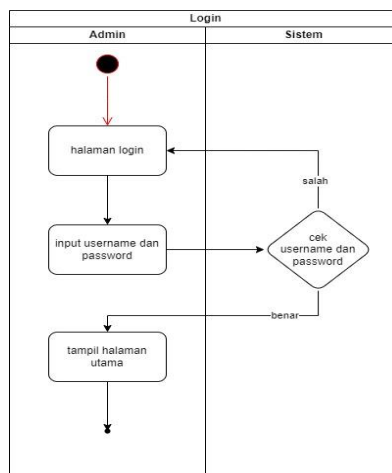 Login
Admin
Sistem
halaman login
salah
input username dan
password
cek
username dan
password
benar
tampil halaman
utama